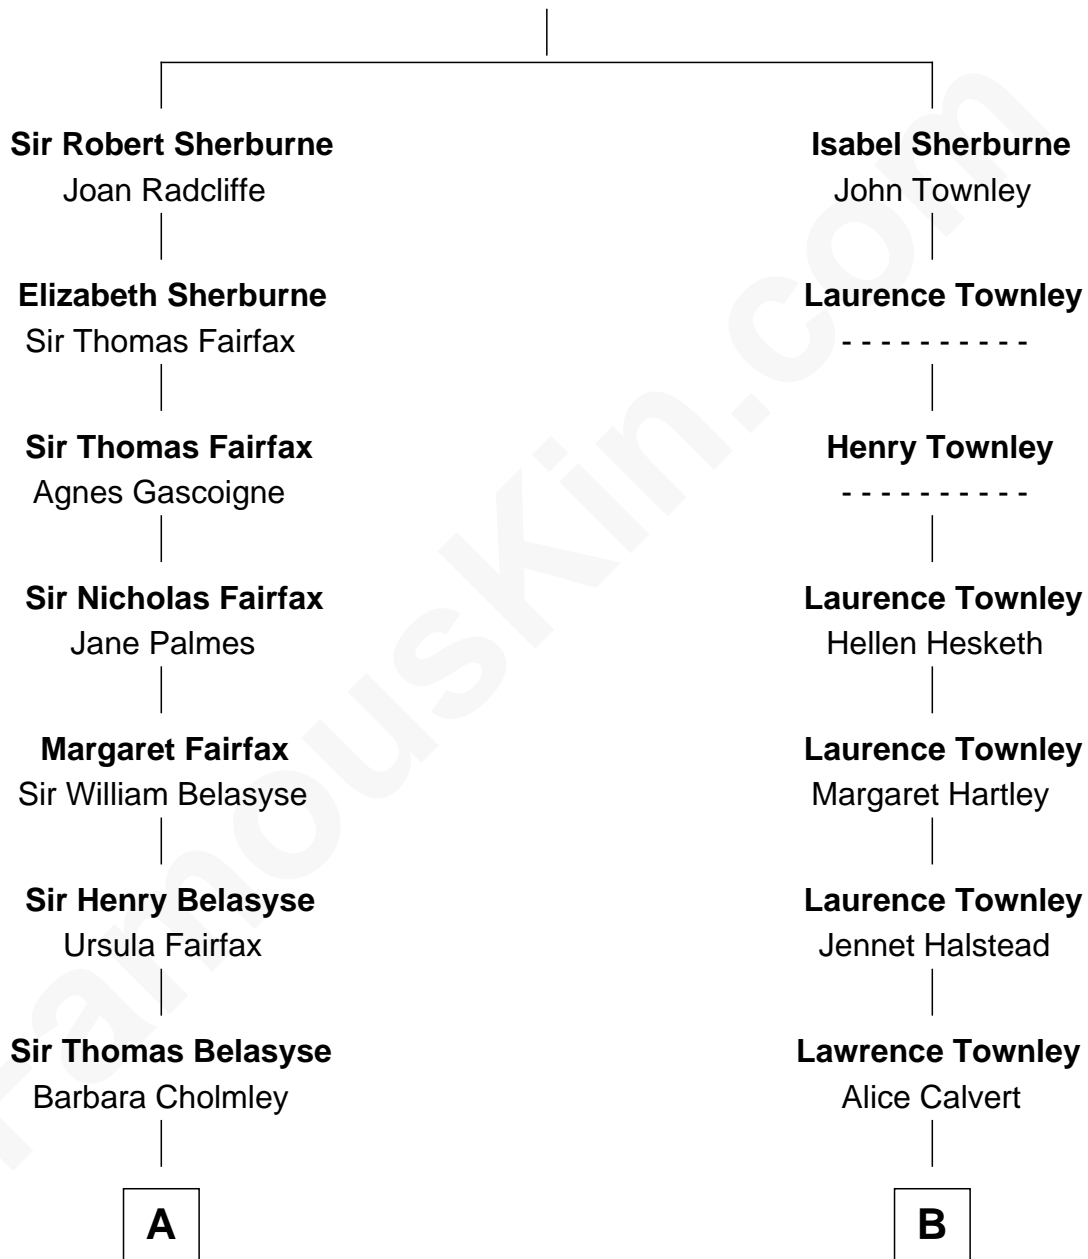 Sir Robert Sherburne
Joan Radcliffe
Isabel Sherburne
John Townley
Elizabeth Sherburne
Sir Thomas Fairfax
Laurence Townley
- - - - - - - - - -
Sir Thomas Fairfax
Agnes Gascoigne
Henry Townley
- - - - - - - - - -
Sir Nicholas Fairfax
Jane Palmes
Laurence Townley
Hellen Hesketh
Margaret Fairfax
Sir William Belasyse
Laurence Townley
Margaret Hartley
Sir Henry Belasyse
Ursula Fairfax
Laurence Townley
Jennet Halstead
Sir Thomas Belasyse
Barbara Cholmley
Lawrence Townley
Alice Calvert
A
B
FamousKin.com